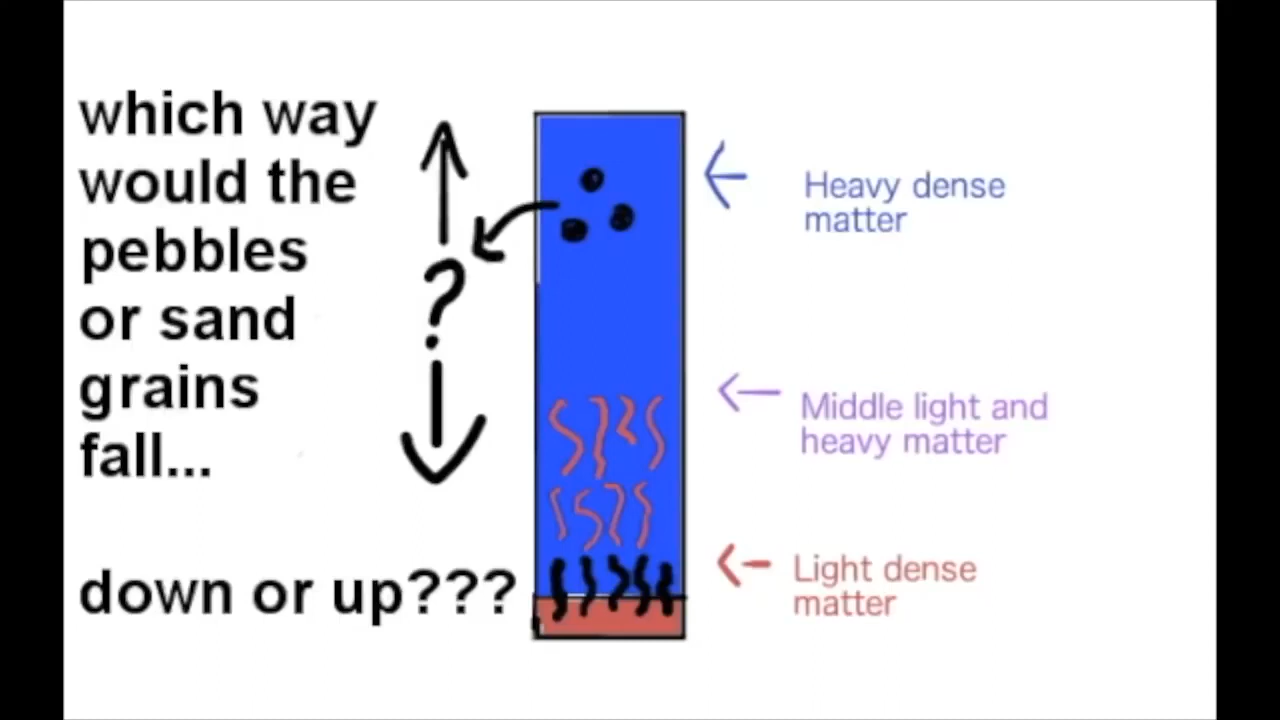 which way
would the
pebbles
or sand
grains
fall...
down or up???
?
Heavy dense
matter
Middle light and
heavy matter
Light dense
matter